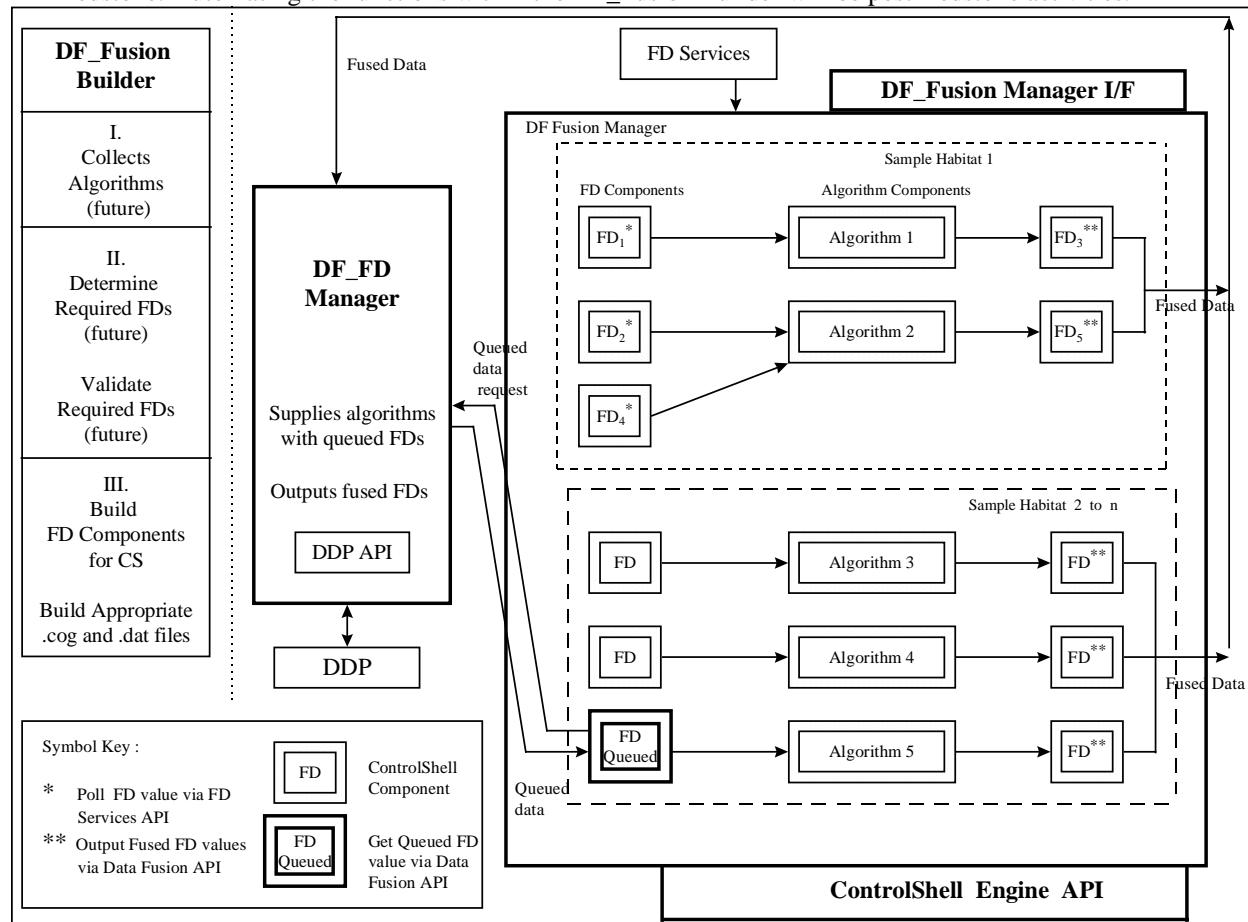 DF_Fusion
Builder
I.
Collects
Algorithms
(future)
II.
Determine
Required FDs
(future)
Validate
Required FDs
(future)
III.
Build
FD Components
for CS
Build Appropriate
.cog and .dat files
Fused Data
FD Services
DF_Fusion Manager I/F
DF_FD
Manager
Supplies algorithms
with queued FDs
Outputs fused FDs
DDP API
DDP
Queued
data
request
Queued
data
DF Fusion Manager
Sample Habitat 1
FD Components
Algorithm Components
FD1*
Algorithm 1
FD3**
FD2*
Algorithm 2
FD5**
FD4*
Fused Data
Sample Habitat 2 to n
FD
Algorithm 3
FD**
FD
Algorithm 4
FD**
Fused Data
FD
Queued
Algorithm 5
FD**
ControlShell Engine API
Symbol Key :
* Poll FD value via FD
Services API
** Output Fused FD values
via Data Fusion API
FD
ControlShell
Component
FD
Queued
Get Queued FD
value via Data
Fusion API